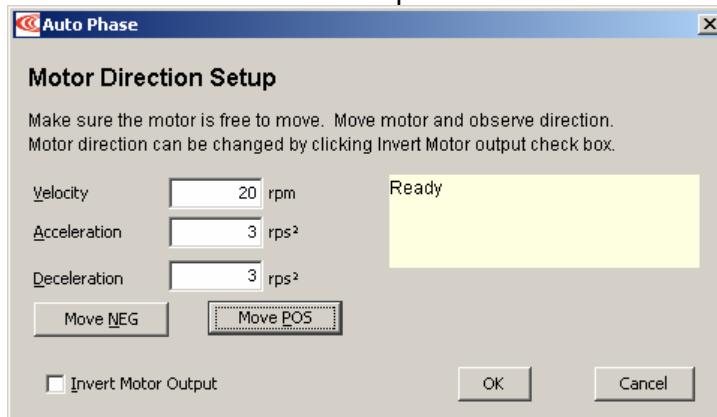 Auto Phase
Motor Direction Setup
Make sure the motor is free to move. Move motor and observe direction.
Motor direction can be changed by clicking Invert Motor output check box.
Velocity 20 rpm Ready
Acceleration 3 rps²
Deceleration 3 rps²
Move NEG Move POS
Invert Motor Output OK Cancel